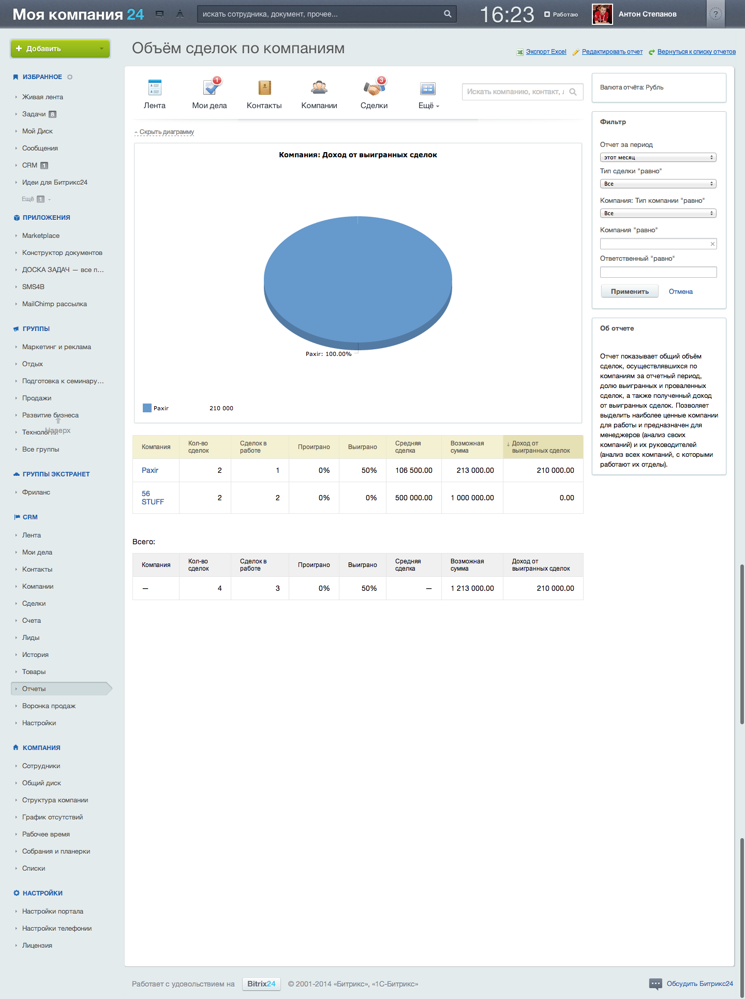 Моя компания 24
искать сотрудника, документ, прочее...
16:23
Работаю
Антон Степанов
?
Добавить
Объём сделок по компаниям
Экспорт Excel
Редактировать отчет
Вернуться к списку отчетов
ИЗБРАННОЕ
Живая лента
Задачи 8
Мой Диск
Сообщения
CRM 1
Идеи для Битрикс24
Ещё 1
ПРИЛОЖЕНИЯ
Marketplace
Конструктор документов
ДОСКА ЗАДАЧ — все п...
SMS4B
MailChimp рассылка
ГРУППЫ
Маркетинг и реклама
Отдых
Подготовка к семинару...
Продажи
Развитие бизнеса
Технологии
Наверх
Все группы
ГРУППЫ ЭКСТРАНЕТ
Фриланс
CRM
Лента
Мои дела
Контакты
Компании
Сделки
Счета
Лиды
История
Товары
Отчеты
Воронка продаж
Настройки
КОМПАНИЯ
Сотрудники
Общий диск
Структура компании
График отсутствий
Рабочее время
Собрания и планерки
Списки
НАСТРОЙКИ
Настройки портала
Настройки телефонии
Лицензия
1
3
Лента
Мои дела
Контакты
Компании
Сделки
Ещё
Искать компанию, контакт, л
Скрыть диаграмму
Компания: Доход от выигранных сделок
Paxir: 100.00%
Paxir 210 000
Компания Кол-во сделок Сделок в работе Проиграно Выиграно Средняя сделка Возможная сумма ↓ Доход от выигранных сделок
Paxir 2 1 0% 50% 106 500.00 213 000.00 210 000.00
56 STUFF 2 2 0% 0% 500 000.00 1 000 000.00 0.00
Всего:
Компания Кол-во сделок Сделок в работе Проиграно Выиграно Средняя сделка Возможная сумма Доход от выигранных сделок
— 4 3 0% 50% — 1 213 000.00 210 000.00
Валюта отчёта: Рубль
Фильтр
Отчет за период
этот месяц
Тип сделки "равно"
Все
Компания: Тип компании "равно"
Все
Компания "равно"
Ответственный "равно"
Применить
Отмена
Об отчете
Отчет показывает общий объём
сделок, осуществлявшихся по
компаниям за отчетный период,
долю выигранных и проваленных
сделок, а также полученный доход
от выигранных сделок. Позволяет
выделить наиболее ценные компании
для работы и предназначен для
менеджеров (анализ своих
компаний) и их руководителей
(анализ всех компаний, с которыми
работают их отделы).
Работает с удовольствием на Bitrix24 © 2001-2014 «Битрикс», «1С-Битрикс»
Обсудить Битрикс24